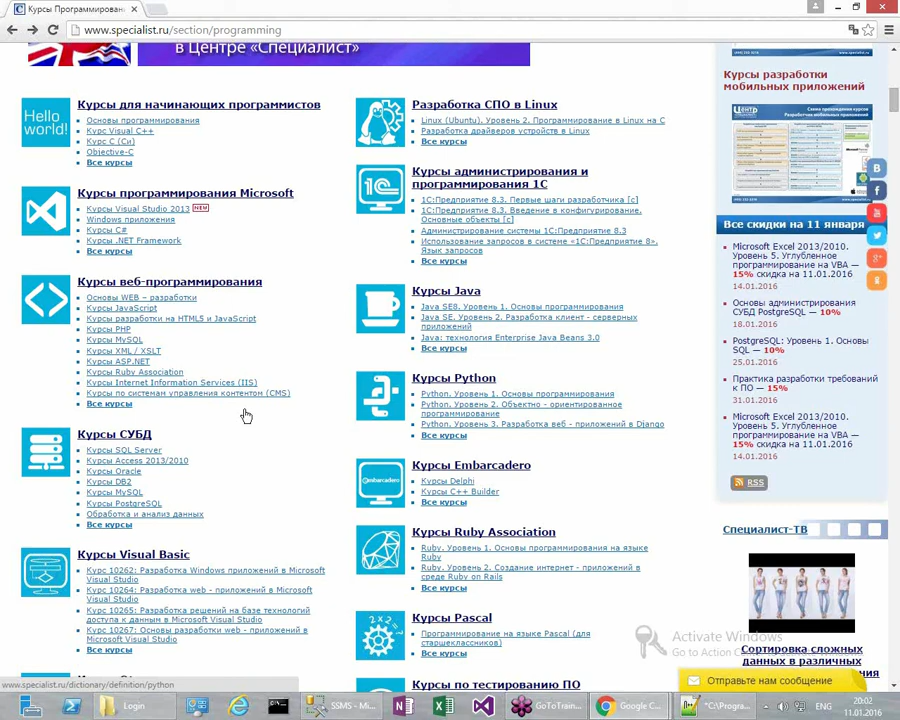 Курсы Программирован
www.specialist.ru/section/programming
в Центре «Специалист»
Hello world!
Курсы для начинающих программистов
Основы программирования
Курс Visual C++
Курс C (Си)
Objective-C
Все курсы
Курсы программирования Microsoft
Курсы Visual Studio 2013 NEW
Windows приложения
Курсы C#
Курсы .NET Framework
Все курсы
Курсы веб-программирования
Основы WEB – разработки
Курсы JavaScript
Курсы разработки на HTML5 и JavaScript
Курсы PHP
Курсы MySQL
Курсы XML / XSLT
Курсы ASP.NET
Курсы Ruby Association
Курсы Internet Information Services (IIS)
Курсы по системам управления контентом (CMS)
Все курсы
Курсы СУБД
Курсы SQL Server
Курсы Access 2013/2010
Курсы Oracle
Курсы DB2
Курсы MySQL
Курсы PostgreSQL
Обработка и анализ данных
Все курсы
Курсы Visual Basic
Курс 10262: Разработка Windows приложений в Microsoft
Visual Studio
Курс 10264: Разработка web - приложений в Microsoft
Visual Studio
Курс 10265: Разработка решений на базе технологий
доступа к данным в Microsoft Visual Studio
Курс 10267: Основы разработки web - приложений в
Microsoft Visual Studio
Все курсы
Разработка СПО в Linux
Linux (Ubuntu). Уровень 2. Программирование в Linux на C
Разработка драйверов устройств в Linux
Все курсы
1С
Курсы администрирования и
программирования 1С
1С:Предприятие 8.3. Первые шаги разработчика [с]
1С:Предприятие 8.3. Введение в конфигурирование.
Основные объекты [с]
Администрирование системы 1С:Предприятие 8.3
Использование запросов в системе «1С:Предприятие 8».
Язык запросов
Все курсы
Курсы Java
Java SE8. Уровень 1. Основы программирования
Java SE. Уровень 2. Разработка клиент - серверных
приложений
Java: технология Enterprise Java Beans 3.0
Все курсы
Курсы Python
Python. Уровень 1. Основы программирования
Python. Уровень 2. Объектно - ориентированное
программирование
Python. Уровень 3. Разработка веб - приложений в Django
Все курсы
embarcadero
Курсы Embarcadero
Курсы Delphi
Курсы C++ Builder
Все курсы
Курсы Ruby Association
Ruby. Уровень 1. Основы программирования на языке
Ruby
Ruby. Уровень 2. Создание интернет - приложений в
среде Ruby on Rails
Все курсы
2×2=?
Курсы Pascal
Программирование на языке Pascal (для
старшеклассников)
Все курсы
Курсы по тестированию ПО
Курсы разработки
мобильных приложений
Все скидки на 11 января
Microsoft Excel 2013/2010.
Уровень 5. Углубленное
программирование на VBA —
15% скидка на 11.01.2016
14.01.2016
Основы администрирования
СУБД PostgreSQL — 10%
18.01.2016
PostgreSQL: Уровень 1. Основы
SQL — 10%
25.01.2016
Практика разработки требований
к ПО — 15%
31.01.2016
Microsoft Excel 2013/2010.
Уровень 5. Углубленное
программирование на VBA —
15% скидка на 11.01.2016
14.01.2016
RSS
Специалист-ТВ
Сортировка сложных
данных в различных
Activate Windows
Отправьте нам сообщение
www.specialist.ru/dictionary/definition/python
Login
SSMS - Mi...
GoToTrain...
Google C...
"C:\Progra...
ENG
20:02
11.01.2016